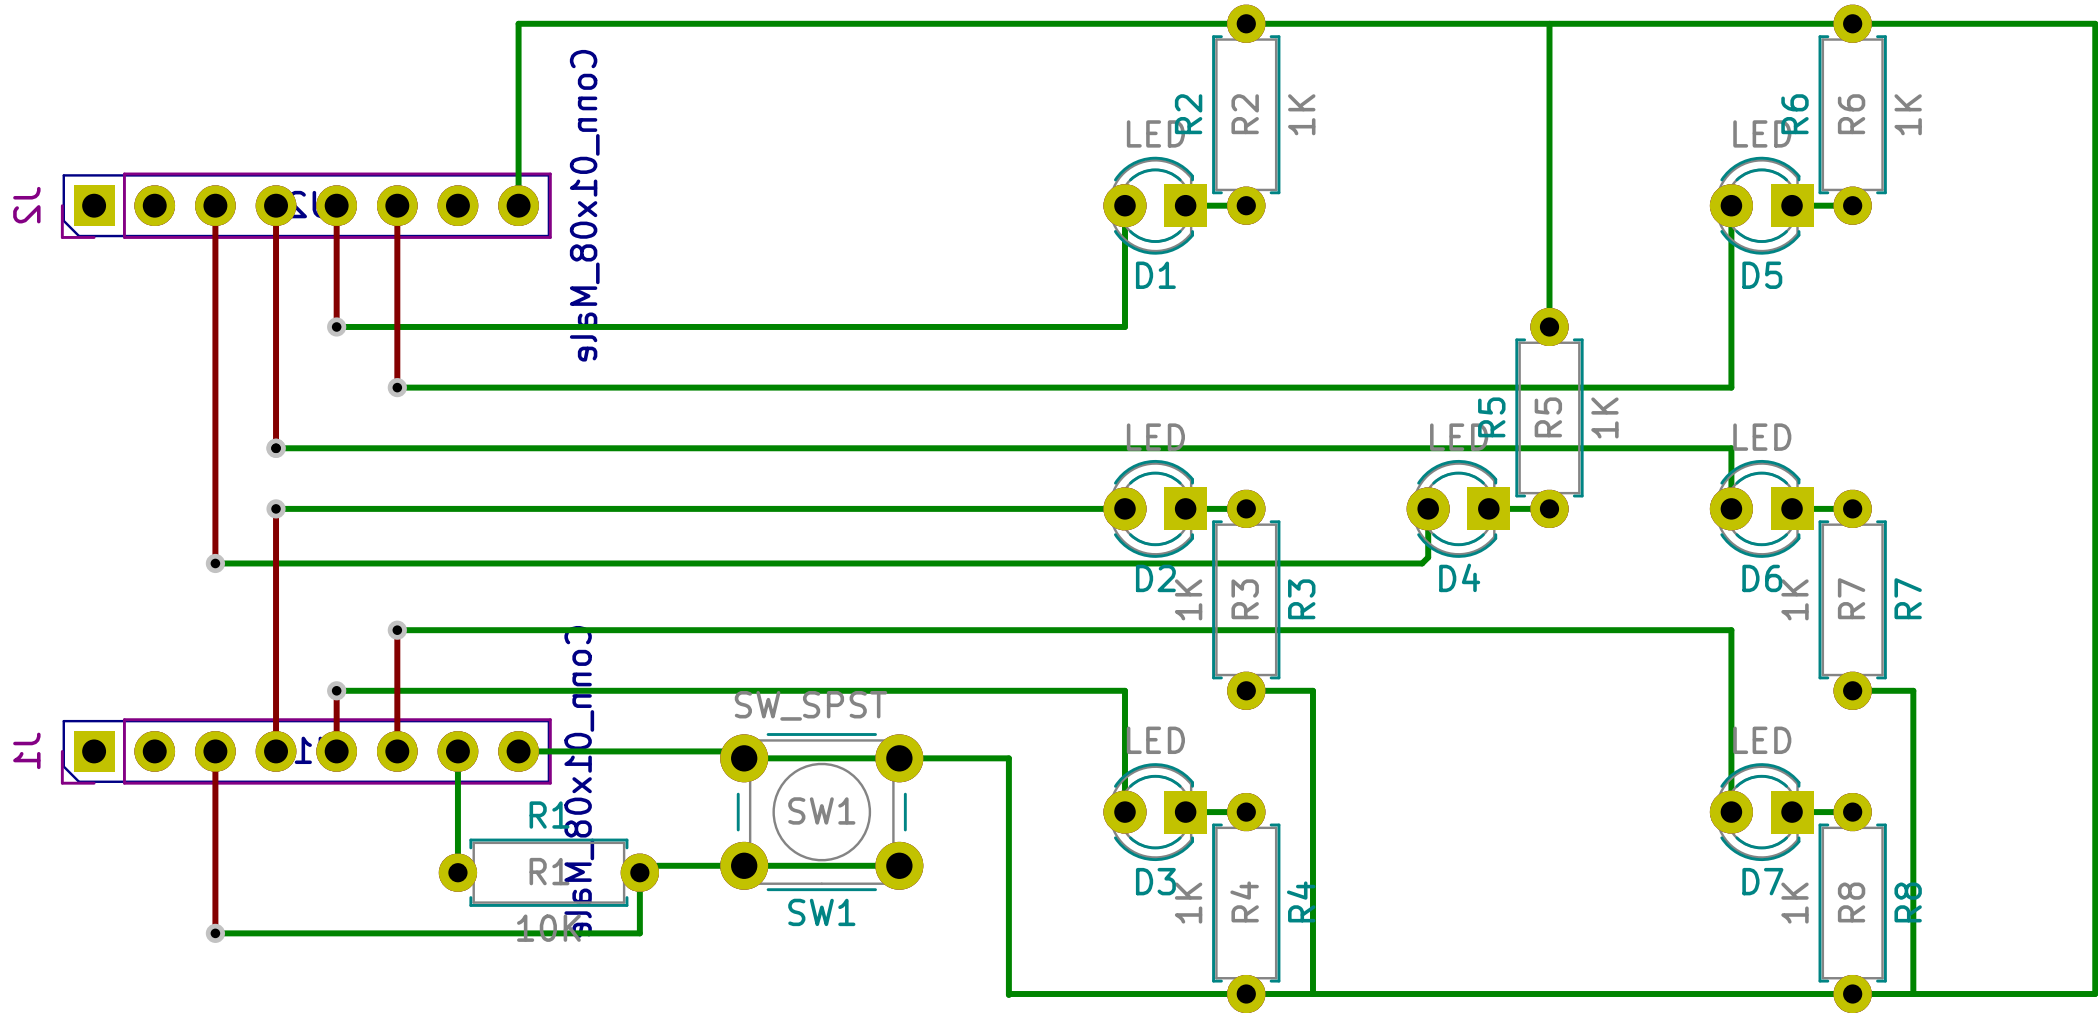 Conn_01x08_Male
J2
J2
LED
R2
R2
1K
D1
LED
R6
R6
1K
D5
LED
D2
LED
R5
R5
1K
D4
LED
D6
1K
R3
R3
1K
R7
R7
Conn_01x08_Male
J1
J1
SW_SPST
SW1
SW1
R1
R1
10K
LED
D3
1K
R4
R4
LED
D7
1K
R8
R8